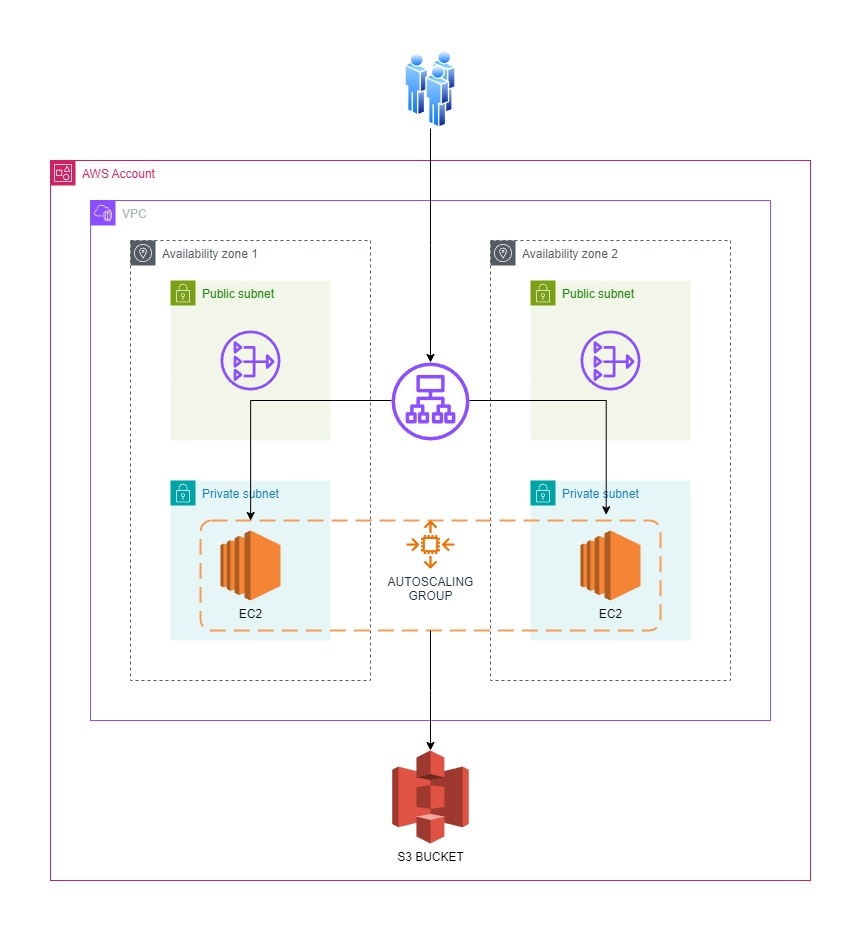 AWS Account
VPC
Availability zone 1
Availability zone 2
Public subnet
Public subnet
Private subnet
Private subnet
AUTOSCALING
GROUP
EC2
EC2
S3 BUCKET